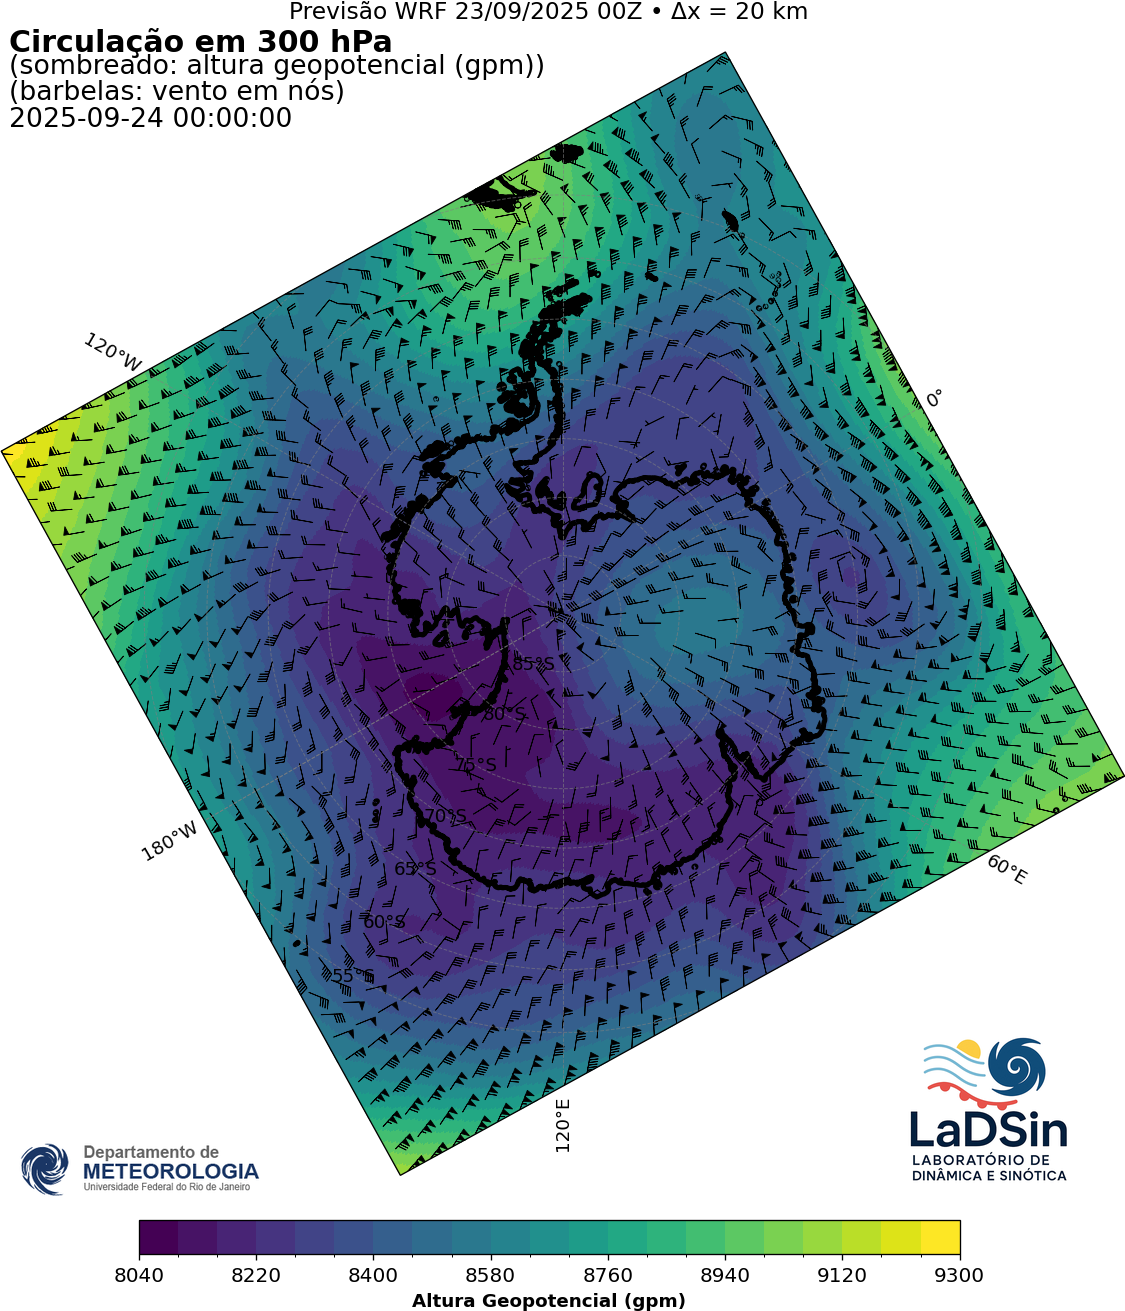 Previsão WRF 23/09/2025 00Z • Δx = 20 km
Circulação em 300 hPa
(sombreado: altura geopotencial (gpm))
(barbelas: vento em nós)
2025-09-24 00:00:00
120°W
0°
85°S
80°S
75°S
70°S
180°W
65°S
60°E
60°S
55°S
120°E
LaDSin
LABORATÓRIO DE
DINÂMICA E SINÓTICA
Departamento de
METEOROLOGIA
Universidade Federal do Rio de Janeiro
8040 8220 8400 8580 8760 8940 9120 9300
Altura Geopotencial (gpm)